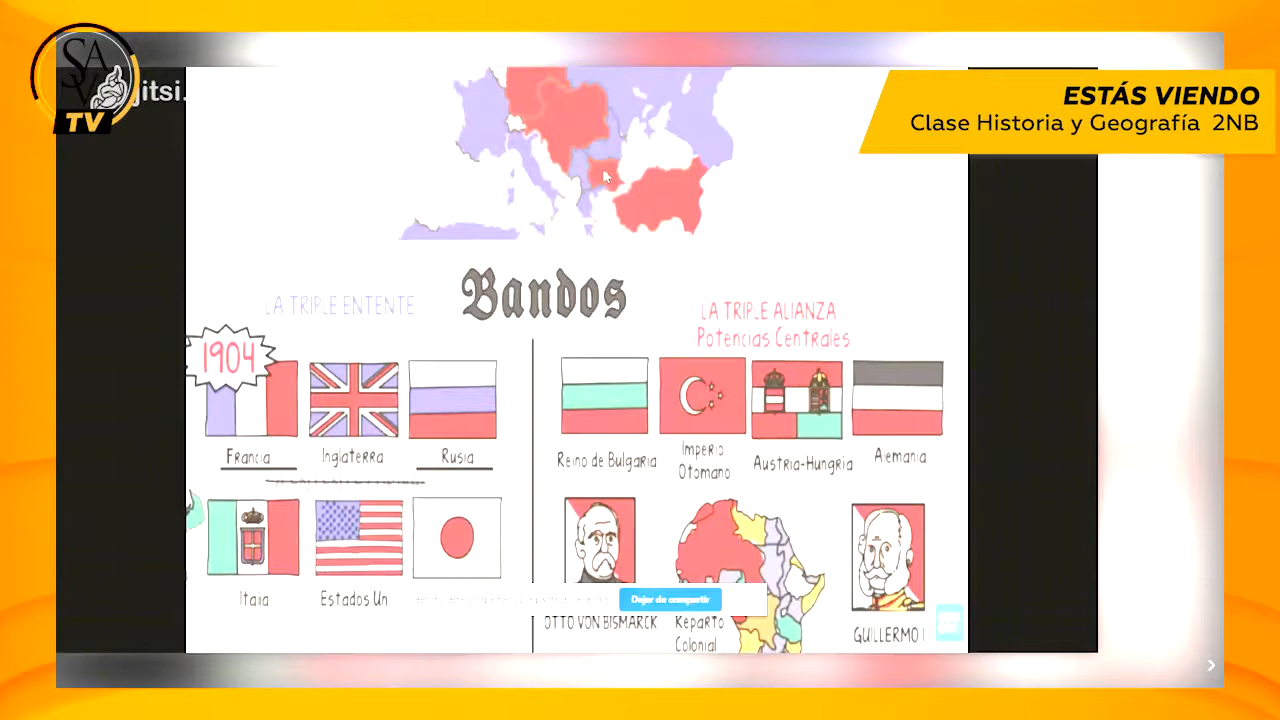 SA
V
TV
jitsi.
ESTÁS VIENDO
Clase Historia y Geografía 2NB
Bandos
LA TRIPLE ENTENTE
LA TRIPLE ALIANZA
Potencias Centrales
1904
Francia
Inglaterra
Rusia
Reino de Bulgaria
Imperio
Otomano
Austria-Hungria
Alemania
Italia
Estados Un
Dejar de compartir
OTTO VON BISMARCK
Reparto
Colonial
GUILLERMO I